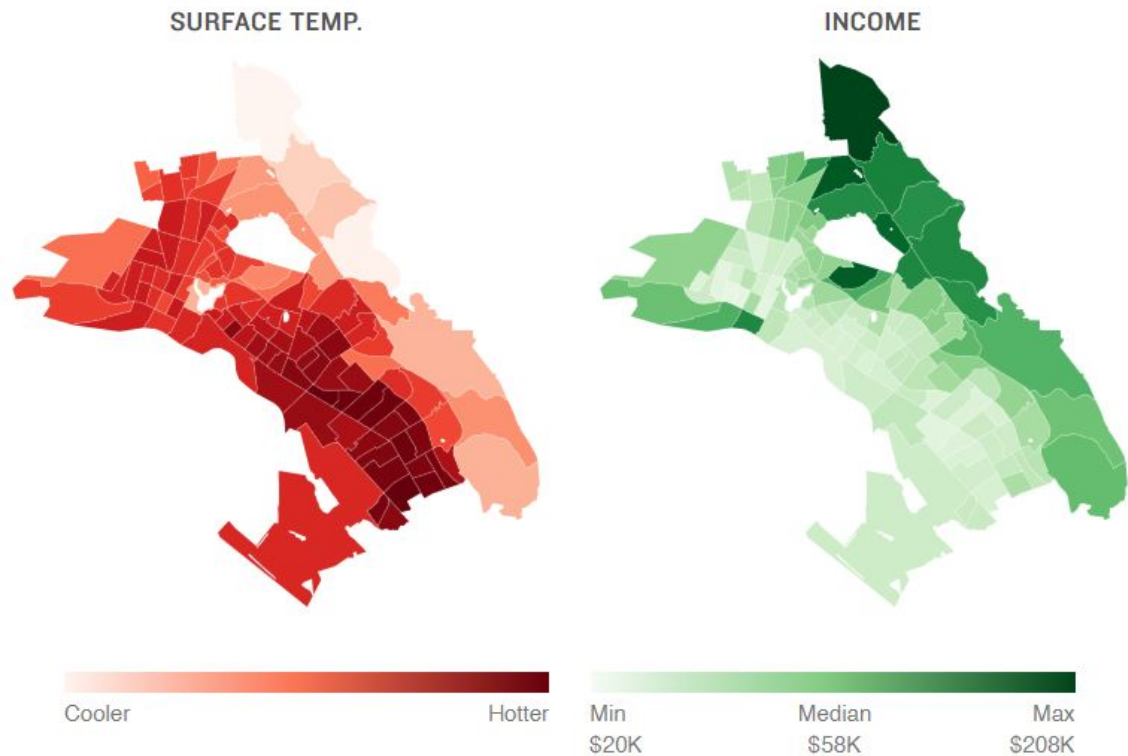 SURFACE TEMP.
INCOME
Cooler
Hotter
Min
Median
Max
$20K
$58K
$208K